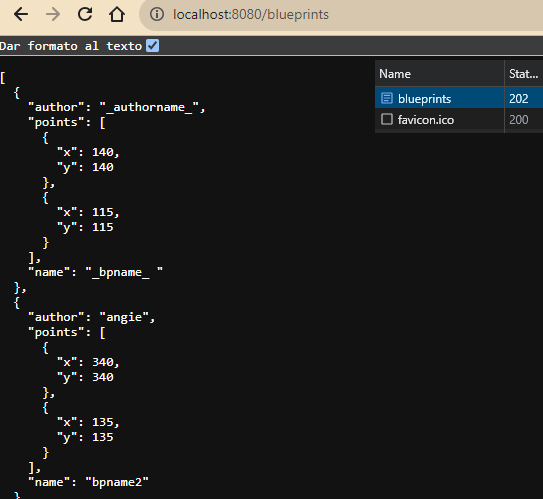 localhost:8080/blueprints
Dar formato al texto
Name Stat...
blueprints 202
favicon.ico 200
[
  {
    "author": "_authorname_",
    "points": [
      {
        "x": 140,
        "y": 140
      },
      {
        "x": 115,
        "y": 115
      }
    ],
    "name": "_bpname_ "
  },
  {
    "author": "angie",
    "points": [
      {
        "x": 340,
        "y": 340
      },
      {
        "x": 135,
        "y": 135
      }
    ],
    "name": "bpname2"
  }